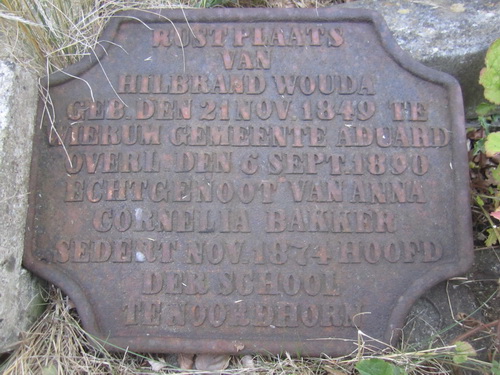 RUSTPLAATS
VAN
HILBRAND WOUDA
GEB. DEN 21 NOV. 1849 TE
WIERUM GEMEENTE ADUARD
OVERL. DEN 6 SEPT. 1890
ECHTGENOOT VAN ANNA
CORNELIA BAKKER
SEDERT NOV. 1874 HOOFD
DER SCHOOL
TE NOORDHORN